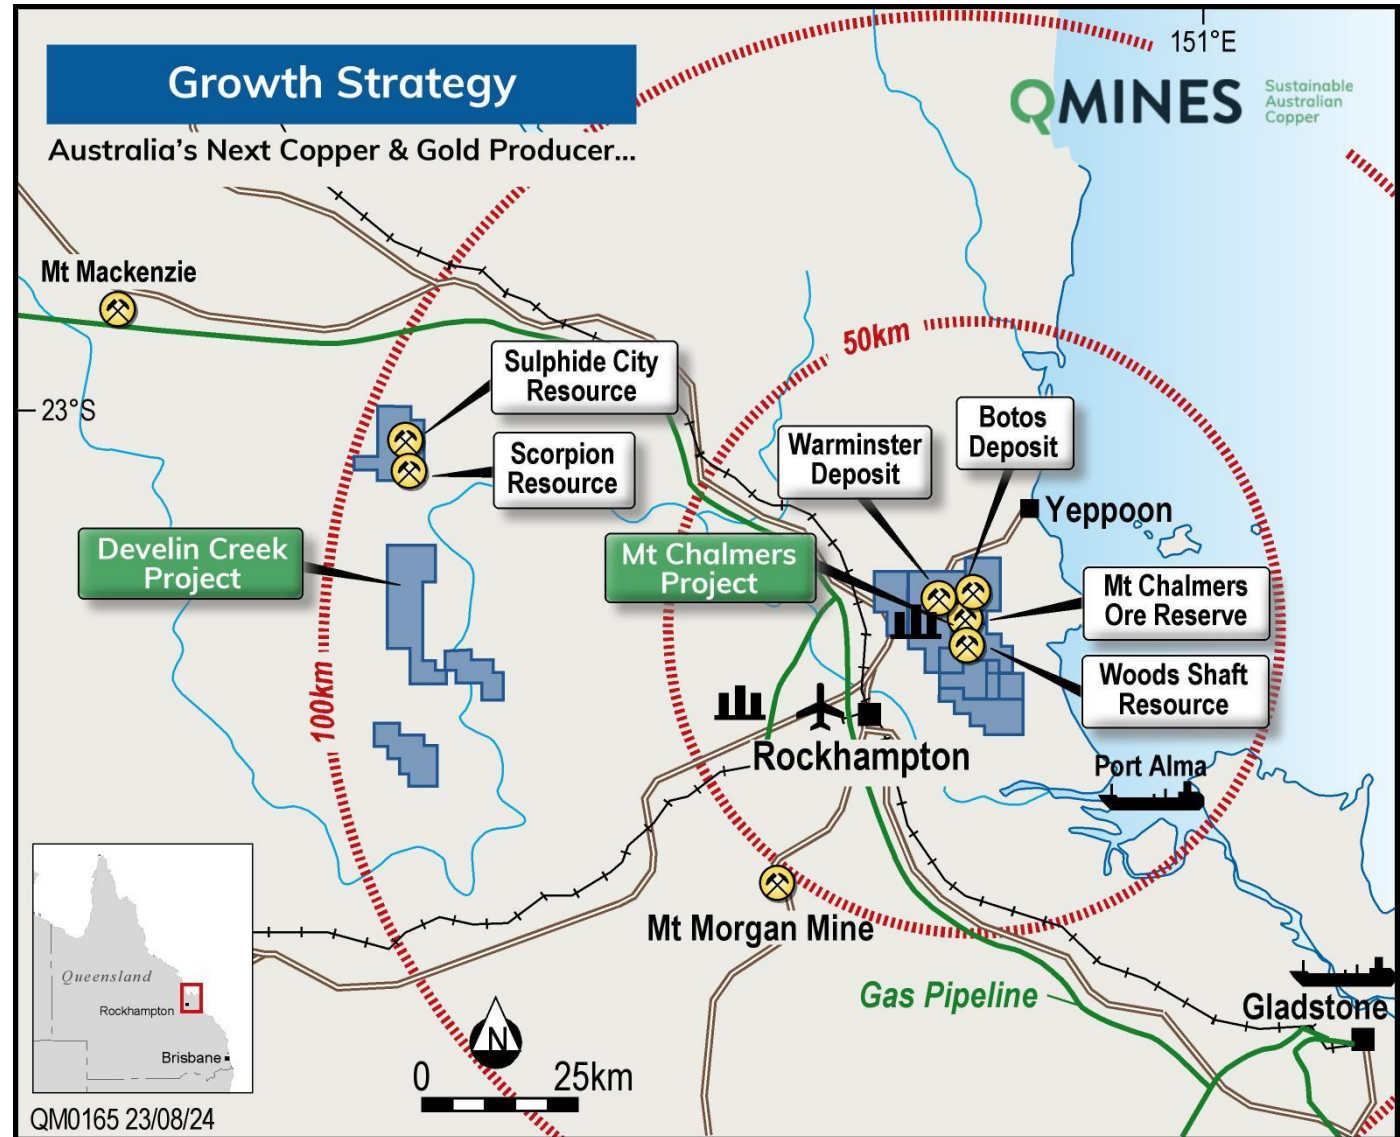 Growth Strategy
Australia's Next Copper & Gold Producer...
151°E
QMINES
Sustainable
Australian
Copper
Mt Mackenzie
50km
23°S
Sulphide City
Resource
Scorpion
Resource
Warminster
Deposit
Botos
Deposit
Yeppoon
Develin Creek
Project
Mt Chalmers
Project
Mt Chalmers
Ore Reserve
Woods Shaft
Resource
100km
Rockhampton
Port Alma
Mt Morgan Mine
Gas Pipeline
Gladstone
Queensland
Rockhampton
Brisbane
N
0 25km
QM0165 23/08/24